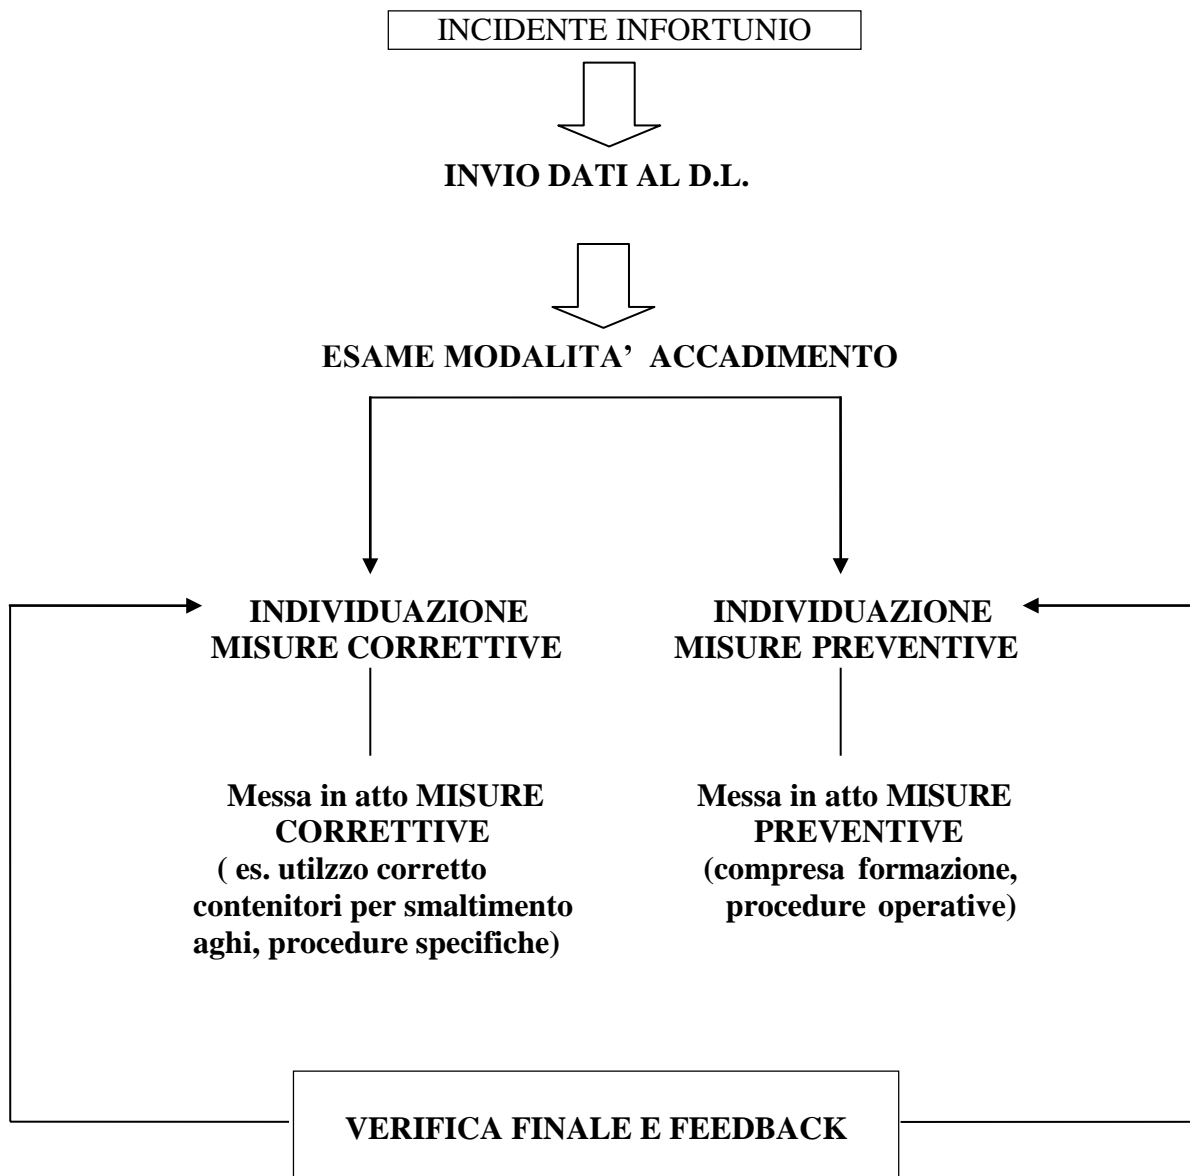 INCIDENTE INFORTUNIO
INVIO DATI AL D.L.
ESAME MODALITA’ ACCADIMENTO
INDIVIDUAZIONE
MISURE CORRETTIVE
INDIVIDUAZIONE
MISURE PREVENTIVE
Messa in atto MISURE
CORRETTIVE
( es. utilzzo corretto
contenitori per smaltimento
aghi, procedure specifiche)
Messa in atto MISURE
PREVENTIVE
(compresa formazione,
procedure operative)
VERIFICA FINALE E FEEDBACK